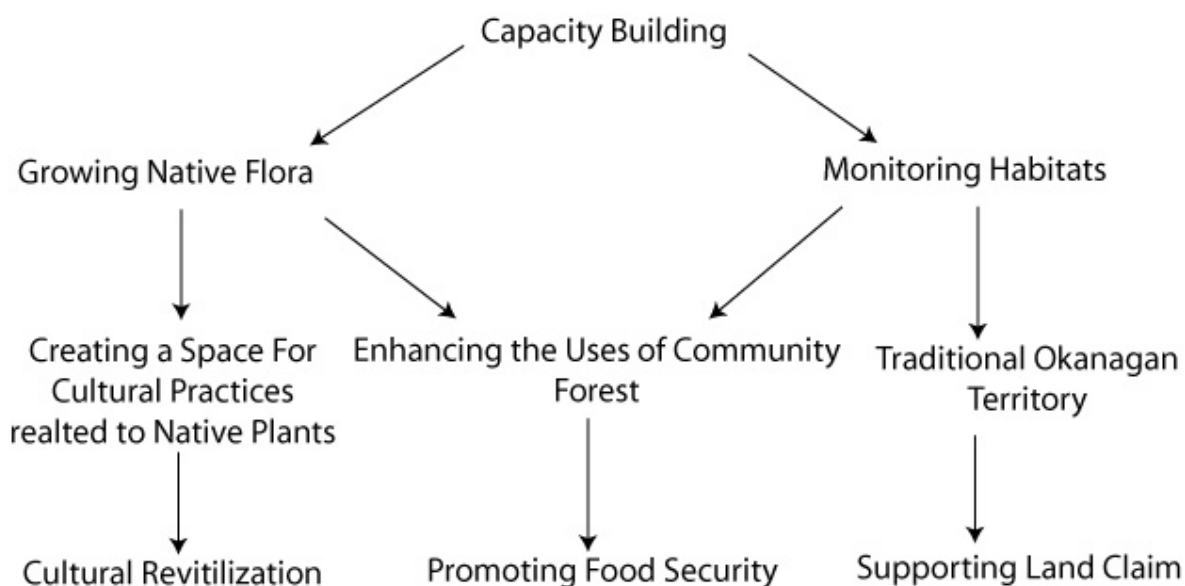 Capacity Building
Growing Native Flora
Monitoring Habitats
Creating a Space For
Cultural Practices
realted to Native Plants
Enhancing the Uses of Community
Forest
Traditional Okanagan
Territory
Cultural Revitilization
Promoting Food Security
Supporting Land Claim